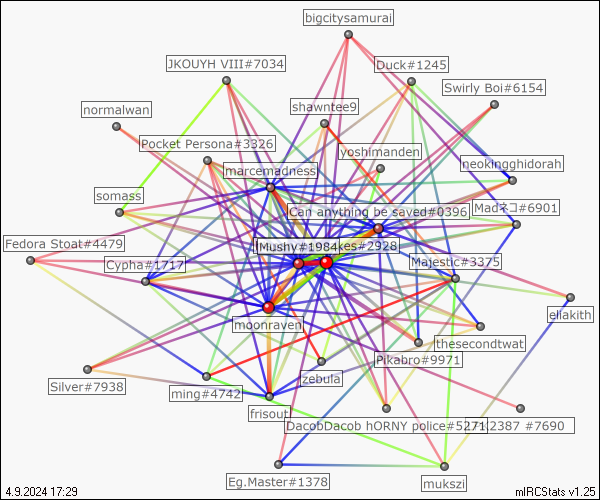 bigcitysamurai
JKOUYH VIII#7034
Duck#1245
Swirly Boi#6154
normalwan
shawntee9
Pocket Persona#3326
yoshimanden
marcemadness
neokingghidorah
somass
Can anything be saved#0396
Madネコ#6901
Fedora Stoat#4479
Mushy#1984
kes#2928
Cypha#1717
Majestic#3375
eliakith
moonraven
thesecondtwat
Pikabro#9971
zebula
Silver#7938
ming#4742
frisout
DacobDacob hORNY police#5271
2387 #7690
Eg.Master#1378
mukszi
4.9.2024 17:29
mIRCStats v1.25